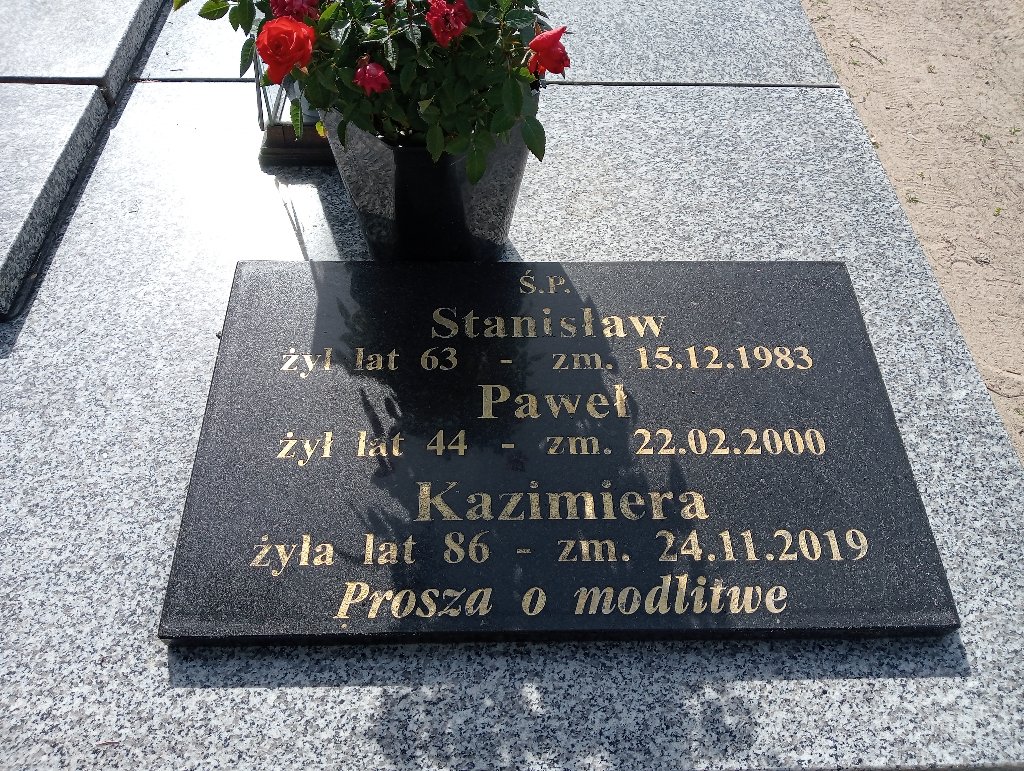 Ś.P.
Stanisław
żył lat 63 - zm. 15.12.1983
Paweł
żył lat 44 - zm. 22.02.2000
Kazimiera
żyła lat 86 - zm. 24.11.2019
Prosza o modlitwe